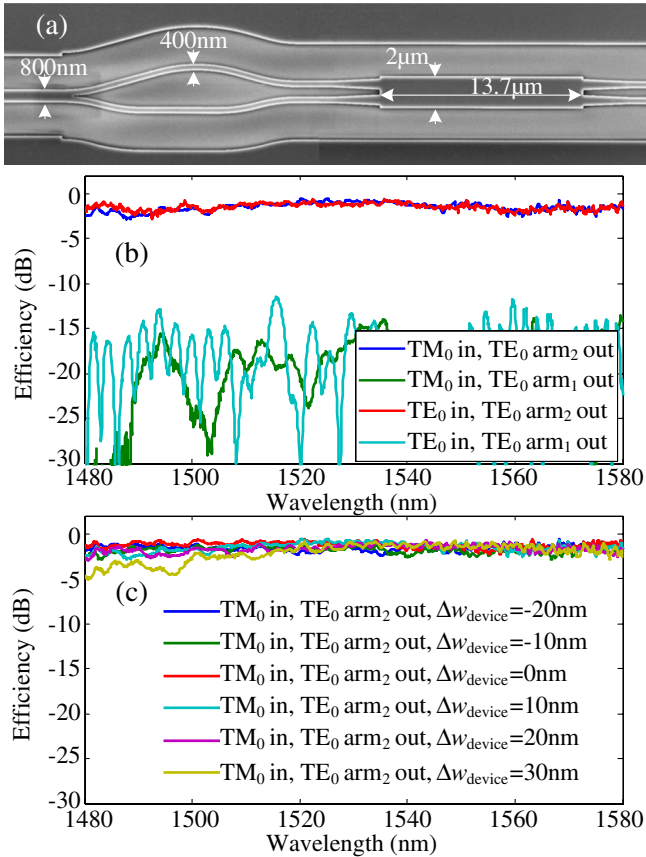 (a)
400nm
800nm
2μm
13.7μm
0
-5
-10
-15
-20
-25
-30
Efficiency (dB)
(b)
TM0 in, TE0 arm2 out
TM0 in, TE0 arm1 out
TE0 in, TE0 arm2 out
TE0 in, TE0 arm1 out
1480 1500 1520 1540 1560 1580
Wavelength (nm)
0
-5
-10
-15
-20
-25
-30
Efficiency (dB)
(c)
TM0 in, TE0 arm2 out, Δwdevice=-20nm
TM0 in, TE0 arm2 out, Δwdevice=-10nm
TM0 in, TE0 arm2 out, Δwdevice=0nm
TM0 in, TE0 arm2 out, Δwdevice=10nm
TM0 in, TE0 arm2 out, Δwdevice=20nm
TM0 in, TE0 arm2 out, Δwdevice=30nm
1480 1500 1520 1540 1560 1580
Wavelength (nm)